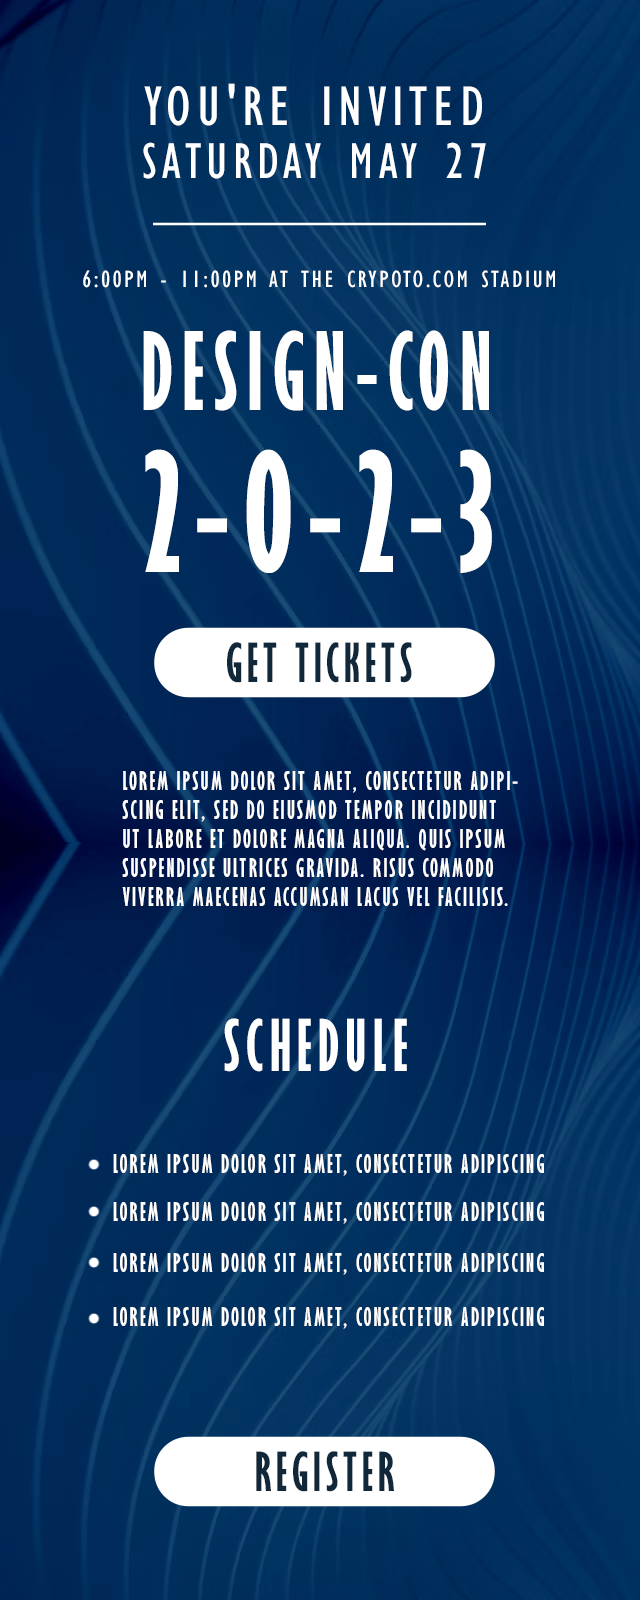 YOU'RE INVITED
SATURDAY MAY 27
6:00PM - 11:00PM AT THE CRYPOTO.COM STADIUM
DESIGN-CON
2-0-2-3
GET TICKETS
LOREM IPSUM DOLOR SIT AMET, CONSECTETUR ADIPI-
SCING ELIT, SED DO EIUSMOD TEMPOR INCIDIDUNT
UT LABORE ET DOLORE MAGNA ALIQUA. QUIS IPSUM
SUSPENDISSE ULTRICES GRAVIDA. RISUS COMMODO
VIVERRA MAECENAS ACCUMSAN LACUS VEL FACILISIS.
SCHEDULE
• LOREM IPSUM DOLOR SIT AMET, CONSECTETUR ADIPISCING
• LOREM IPSUM DOLOR SIT AMET, CONSECTETUR ADIPISCING
• LOREM IPSUM DOLOR SIT AMET, CONSECTETUR ADIPISCING
• LOREM IPSUM DOLOR SIT AMET, CONSECTETUR ADIPISCING
REGISTER